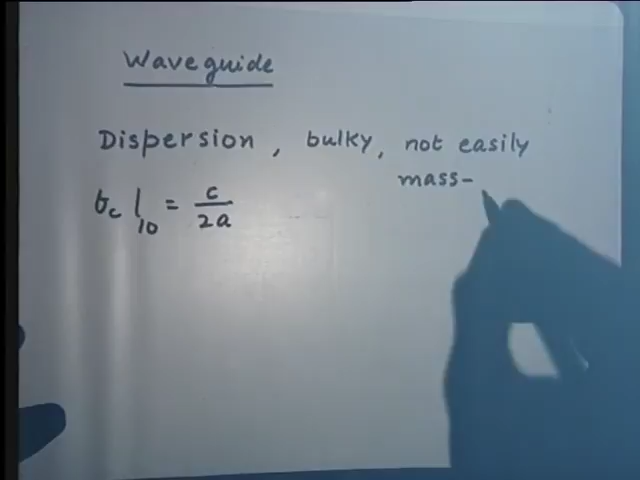 Waveguide
Dispersion, bulky, not easily
mass-
fc |10 = c/2a